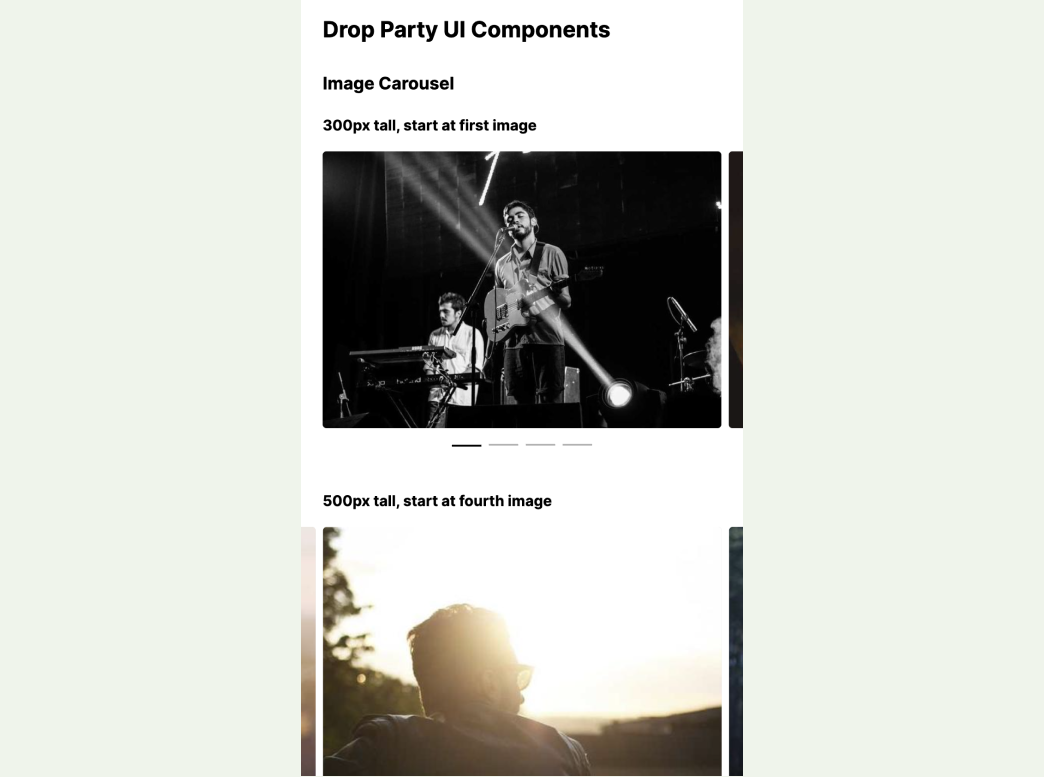 Drop Party UI Components
Image Carousel
300px tall, start at first image
500px tall, start at fourth image